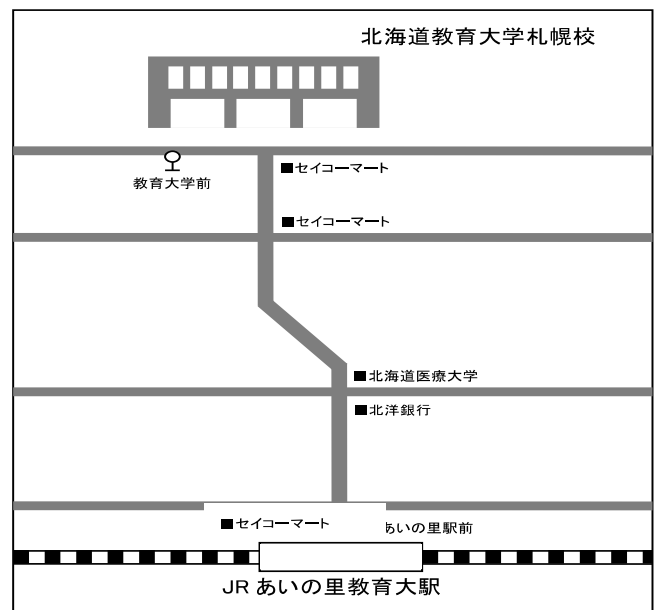 北海道教育大学札幌校
セイコーマート
教育大学前
セイコーマート
北海道医療大学
北洋銀行
セイコーマート
あいの里駅前
JR あいの里教育大駅